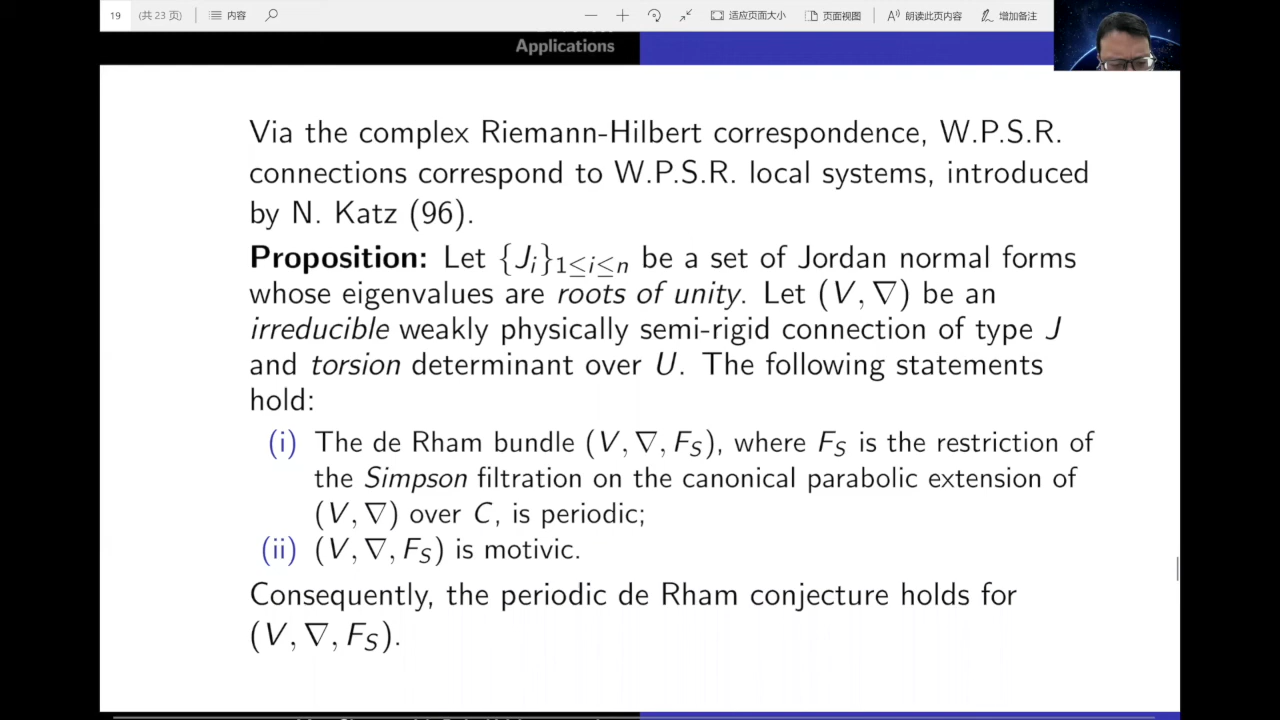 19 (共 23 页) 内容 适应页面大小 页面视图 朗读此页内容 增加备注
Applications
Via the complex Riemann-Hilbert correspondence, W.P.S.R.
connections correspond to W.P.S.R. local systems, introduced
by N. Katz (96).
Proposition: Let {J_i}_{1≤i≤n} be a set of Jordan normal forms
whose eigenvalues are roots of unity. Let (V, ∇) be an
irreducible weakly physically semi-rigid connection of type J
and torsion determinant over U. The following statements
hold:
(i) The de Rham bundle (V, ∇, F_S), where F_S is the restriction of
the Simpson filtration on the canonical parabolic extension of
(V, ∇) over C, is periodic;
(ii) (V, ∇, F_S) is motivic.
Consequently, the periodic de Rham conjecture holds for
(V, ∇, F_S).